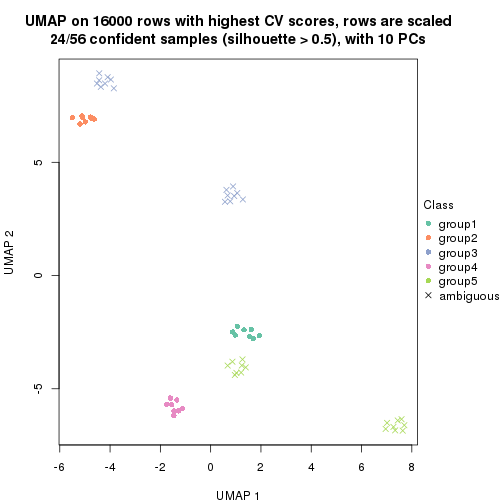 UMAP on 16000 rows with highest CV scores, rows are scaled
24/56 confident samples (silhouette > 0.5), with 10 PCs
5
0
-5
UMAP 2
-6
-4
-2
0
2
4
6
8
UMAP 1
Class
group1
group2
group3
group4
group5
ambiguous